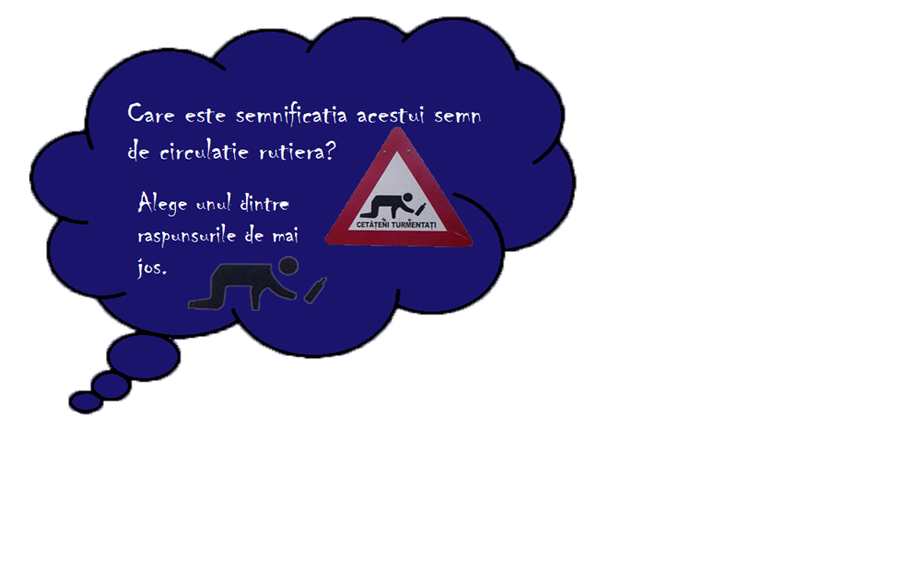 Care este semnificatia acestui semn
de circulatie rutiera?
Alege unul dintre
raspunsurile de mai
jos.
CETĂȚENI TURMENTAȚI